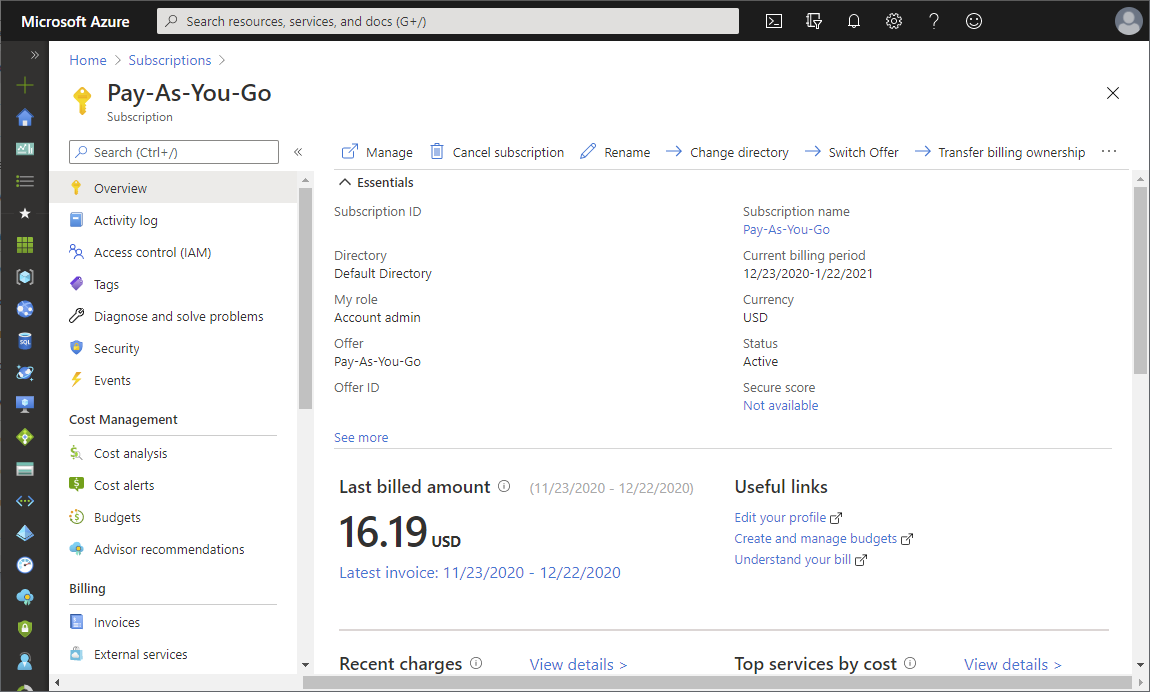 Microsoft Azure
Search resources, services, and docs (G+/)
Home > Subscriptions >
Pay-As-You-Go
Subscription
Search (Ctrl+/)
«
Manage
Cancel subscription
Rename
Change directory
Switch Offer
Transfer billing ownership
...
Overview
Activity log
Access control (IAM)
Tags
Diagnose and solve problems
Security
Events
Cost Management
Cost analysis
Cost alerts
Budgets
Advisor recommendations
Billing
Invoices
External services
Essentials
Subscription ID
Directory
Default Directory
My role
Account admin
Offer
Pay-As-You-Go
Offer ID
See more
Subscription name
Pay-As-You-Go
Current billing period
12/23/2020-1/22/2021
Currency
USD
Status
Active
Secure score
Not available
Last billed amount (11/23/2020 - 12/22/2020)
16.19 USD
Latest invoice: 11/23/2020 - 12/22/2020
Useful links
Edit your profile
Create and manage budgets
Understand your bill
Recent charges View details >
Top services by cost View details >